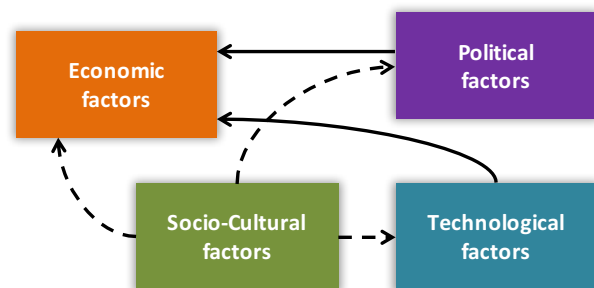 Economic
factors
Political
factors
Socio-Cultural
factors
Technological
factors